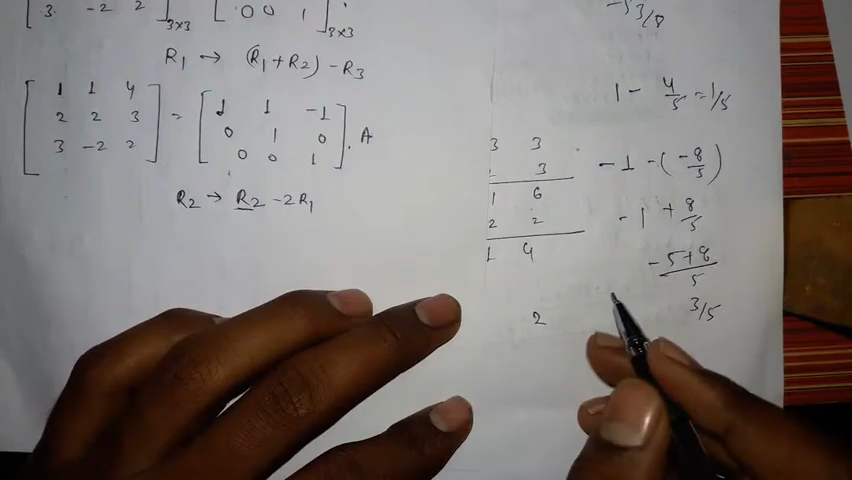 3 -2 2 ]3×3 [ 0 0 1 ]3×3
R1 → (R1+R2) - R3
[ 1 1 4 = [ 1 1 -1
2 2 3 0 1 0
3 -2 2 ] 0 0 1 ] . A
R2 → R2 - 2R1
1 - 4/5 = 1/5
3 3
1 3
1 6
2 2
1 4
2
-1 - (-8/5)
-1 + 8/5
-5+8/5
3/5